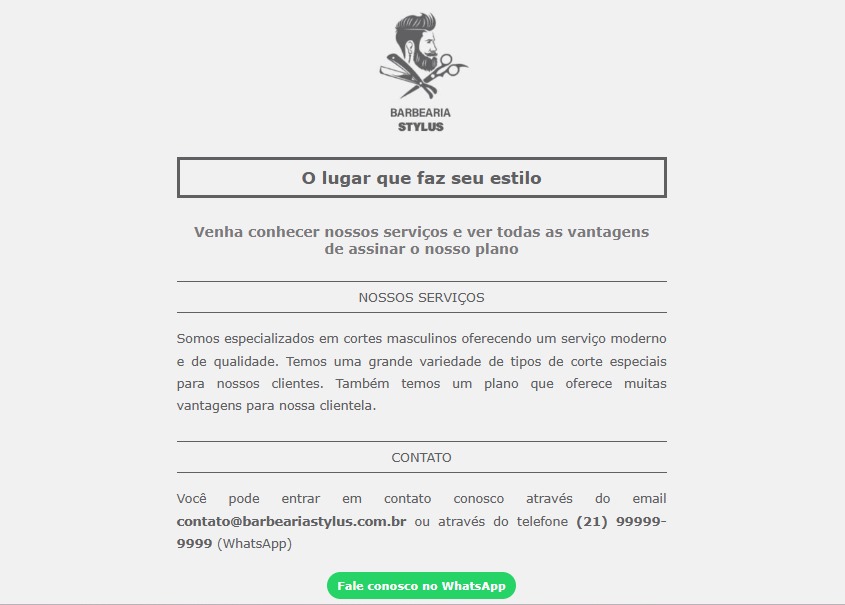 BARBEARIA
STYLUS
O lugar que faz seu estilo
Venha conhecer nossos serviços e ver todas as vantagens
de assinar o nosso plano
NOSSOS SERVIÇOS
Somos especializados em cortes masculinos oferecendo um serviço moderno
e de qualidade. Temos uma grande variedade de tipos de corte especiais
para nossos clientes. Também temos um plano que oferece muitas
vantagens para nossa clientela.
CONTATO
Você pode entrar em contato conosco através do email
contato@barbeariastylus.com.br ou através do telefone (21) 99999-
9999 (WhatsApp)
Fale conosco no WhatsApp